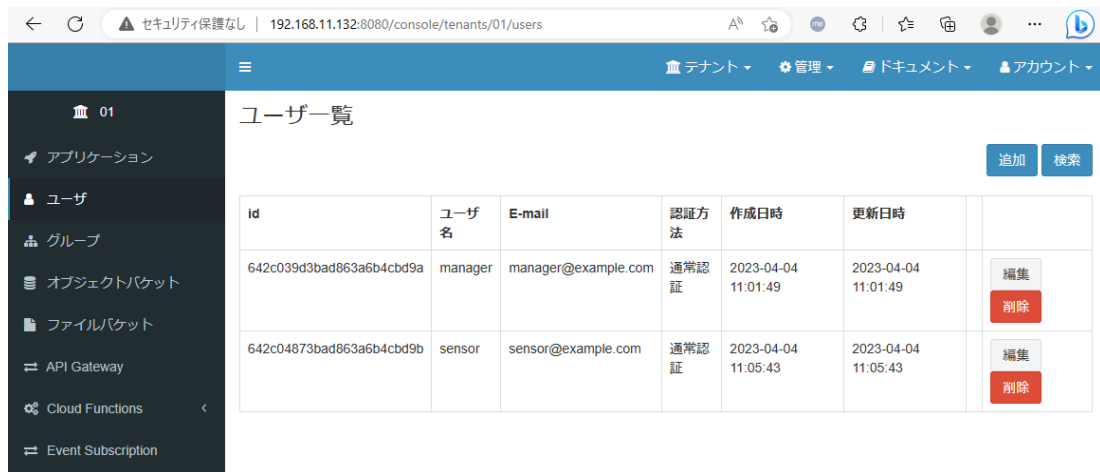 セキュリティ保護なし | 192.168.11.132:8080/console/tenants/01/users
テナント 管理 ドキュメント アカウント
01
アプリケーション
ユーザ
グループ
オブジェクトバケット
ファイルバケット
API Gateway
Cloud Functions
Event Subscription
ユーザ一覧
追加 検索
id ユーザ名 E-mail 認証方法 作成日時 更新日時
642c039d3bad863a6b4cbd9a manager manager@example.com 通常認証 2023-04-04 11:01:49 2023-04-04 11:01:49 編集
削除
642c04873bad863a6b4cbd9b sensor sensor@example.com 通常認証 2023-04-04 11:05:43 2023-04-04 11:05:43 編集
削除